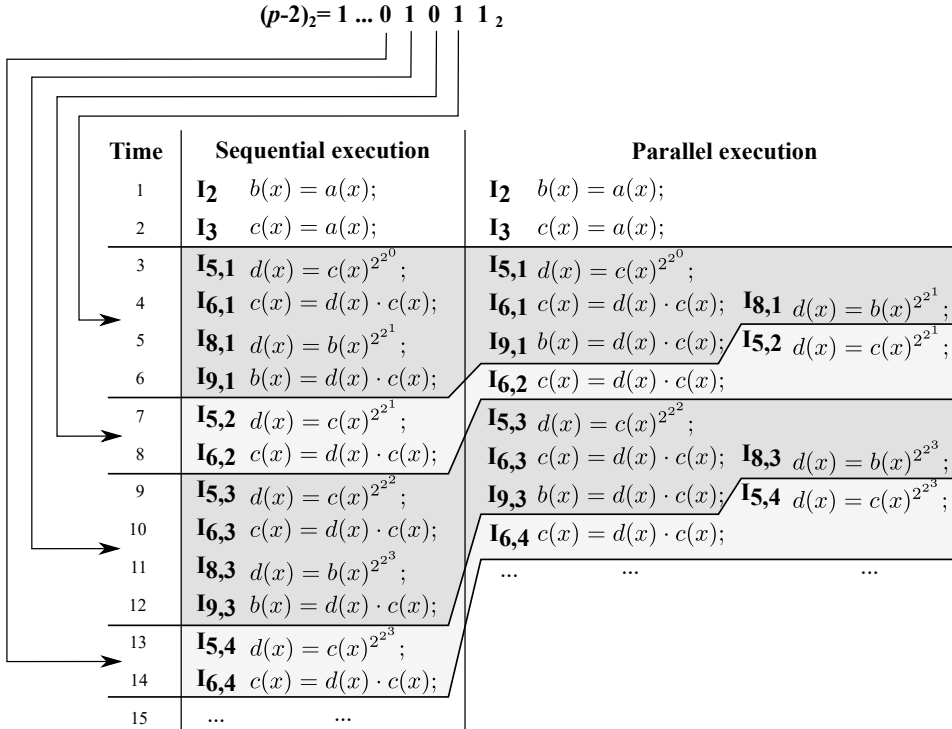 (p-2)₂= 1 ... 0 1 0 1 1 ₂
Time Sequential execution Parallel execution
1 I2 b(x) = a(x); I2 b(x) = a(x);
2 I3 c(x) = a(x); I3 c(x) = a(x);
3 I5,1 d(x) = c(x)^{2^{2^0}}; I5,1 d(x) = c(x)^{2^{2^0}};
4 I6,1 c(x) = d(x) · c(x); I6,1 c(x) = d(x) · c(x); I8,1 d(x) = b(x)^{2^{2^1}};
5 I8,1 d(x) = b(x)^{2^{2^1}}; I9,1 b(x) = d(x) · c(x); I5,2 d(x) = c(x)^{2^{2^1}};
6 I9,1 b(x) = d(x) · c(x); I6,2 c(x) = d(x) · c(x);
7 I5,2 d(x) = c(x)^{2^{2^1}}; I5,3 d(x) = c(x)^{2^{2^2}};
8 I6,2 c(x) = d(x) · c(x); I6,3 c(x) = d(x) · c(x); I8,3 d(x) = b(x)^{2^{2^3}};
9 I5,3 d(x) = c(x)^{2^{2^2}}; I9,3 b(x) = d(x) · c(x); I5,4 d(x) = c(x)^{2^{2^3}};
10 I6,3 c(x) = d(x) · c(x); I6,4 c(x) = d(x) · c(x);
11 I8,3 d(x) = b(x)^{2^{2^3}}; ... ... ...
12 I9,3 b(x) = d(x) · c(x);
13 I5,4 d(x) = c(x)^{2^{2^3}};
14 I6,4 c(x) = d(x) · c(x);
15 ... ...